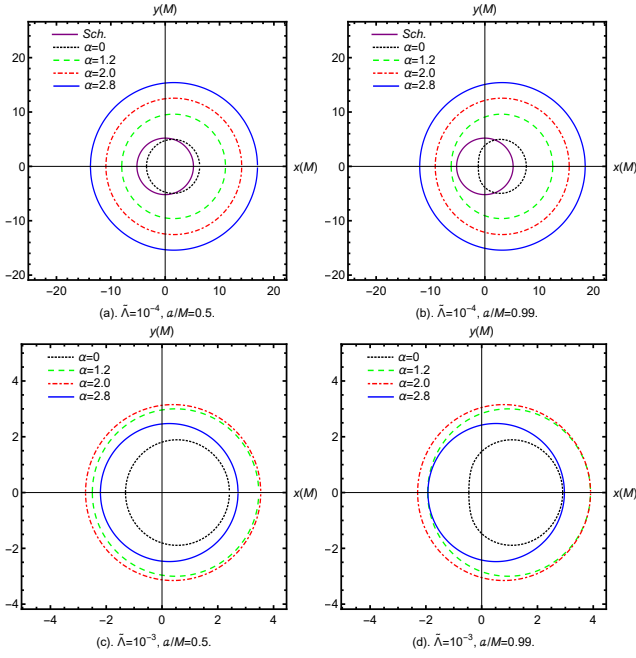 y(M)
Sch.
α=0
α=1.2
α=2.0
α=2.8
20
10
0
−10
−20
x(M)
−20 −10 0 10 20
(a). Λ̃=10⁻⁴, a/M=0.5.
y(M)
Sch.
α=0
α=1.2
α=2.0
α=2.8
20
10
0
−10
−20
x(M)
−20 −10 0 10 20
(b). Λ̃=10⁻⁴, a/M=0.99.
y(M)
α=0
α=1.2
α=2.0
α=2.8
4
2
0
−2
−4
x(M)
−4 −2 0 2 4
(c). Λ̃=10⁻³, a/M=0.5.
y(M)
α=0
α=1.2
α=2.0
α=2.8
4
2
0
−2
−4
x(M)
−4 −2 0 2 4
(d). Λ̃=10⁻³, a/M=0.99.